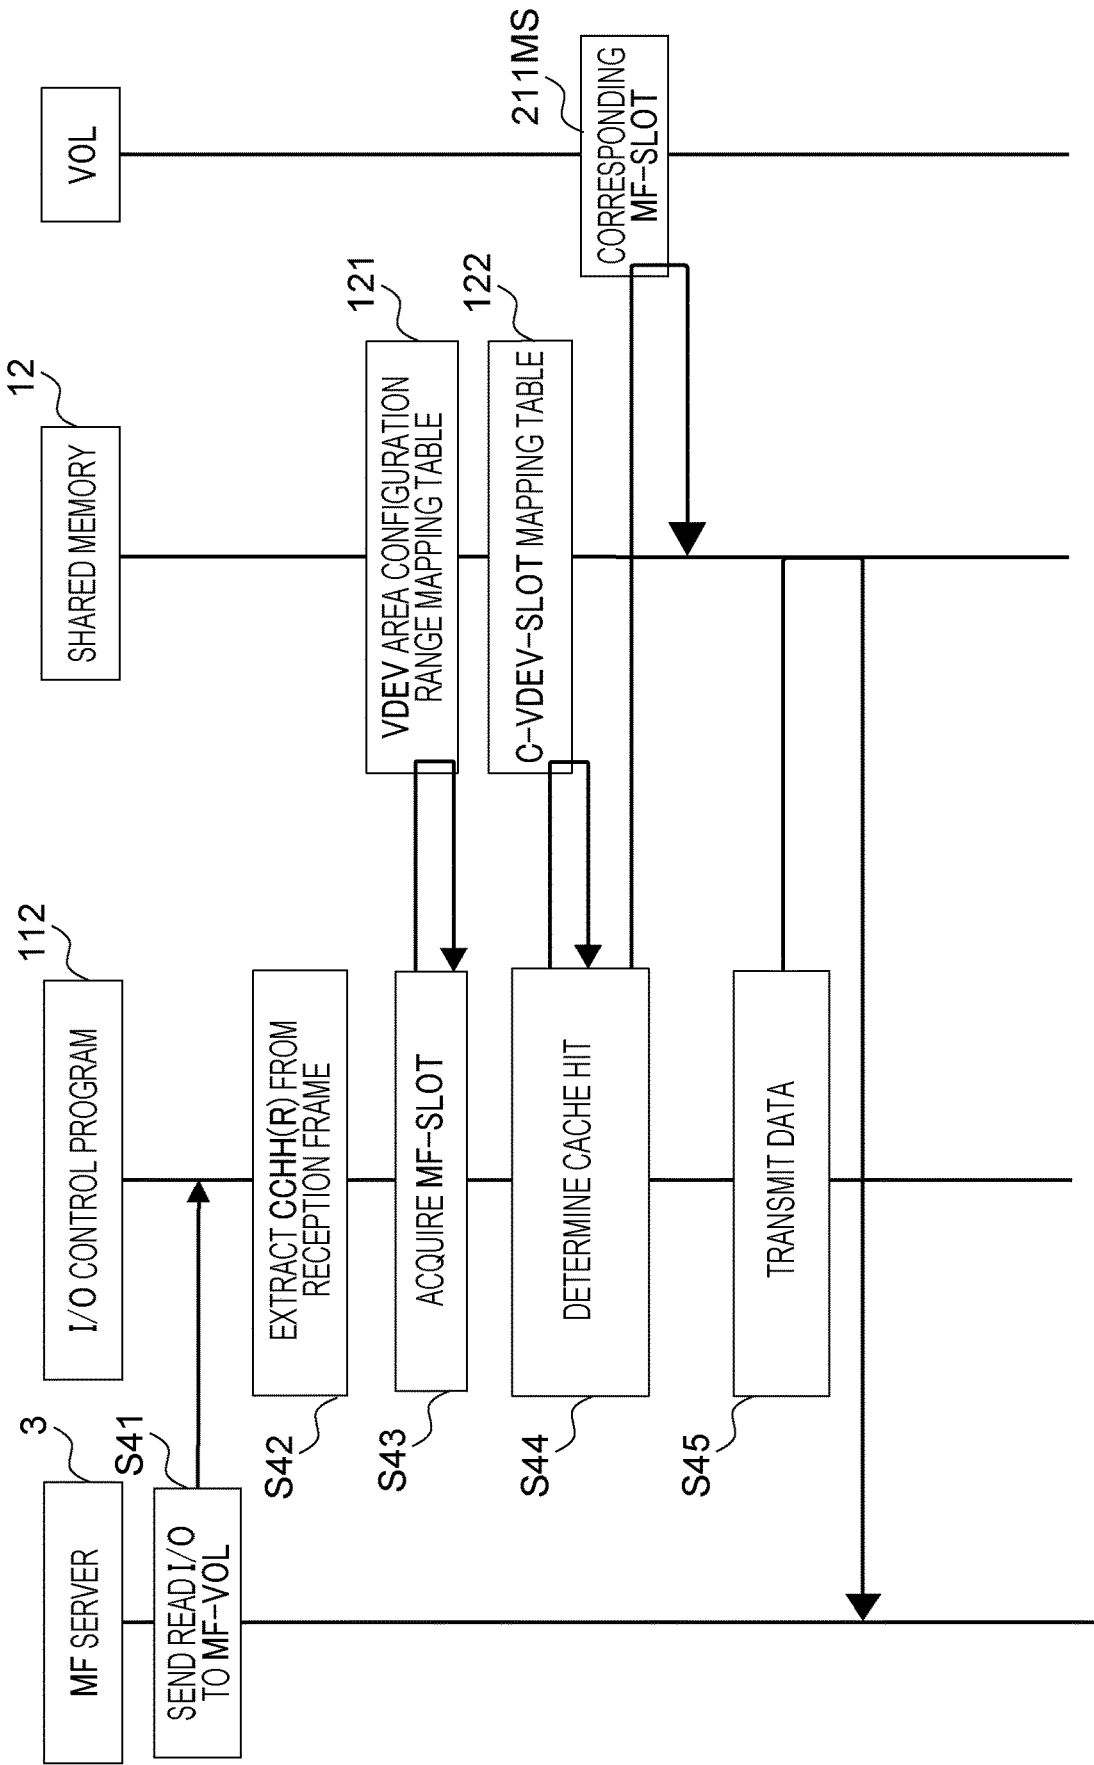 MF SERVER
3
I/O CONTROL PROGRAM
112
SHARED MEMORY
12
VOL
SEND READ I/O
TO MF-VOL
S41
EXTRACT CCHH(R) FROM
RECEPTION FRAME
S42
ACQUIRE MF-SLOT
S43
VDEV AREA CONFIGURATION
RANGE MAPPING TABLE
121
DETERMINE CACHE HIT
S44
C-VDEV-SLOT MAPPING TABLE
122
CORRESPONDING
MF-SLOT
211MS
TRANSMIT DATA
S45